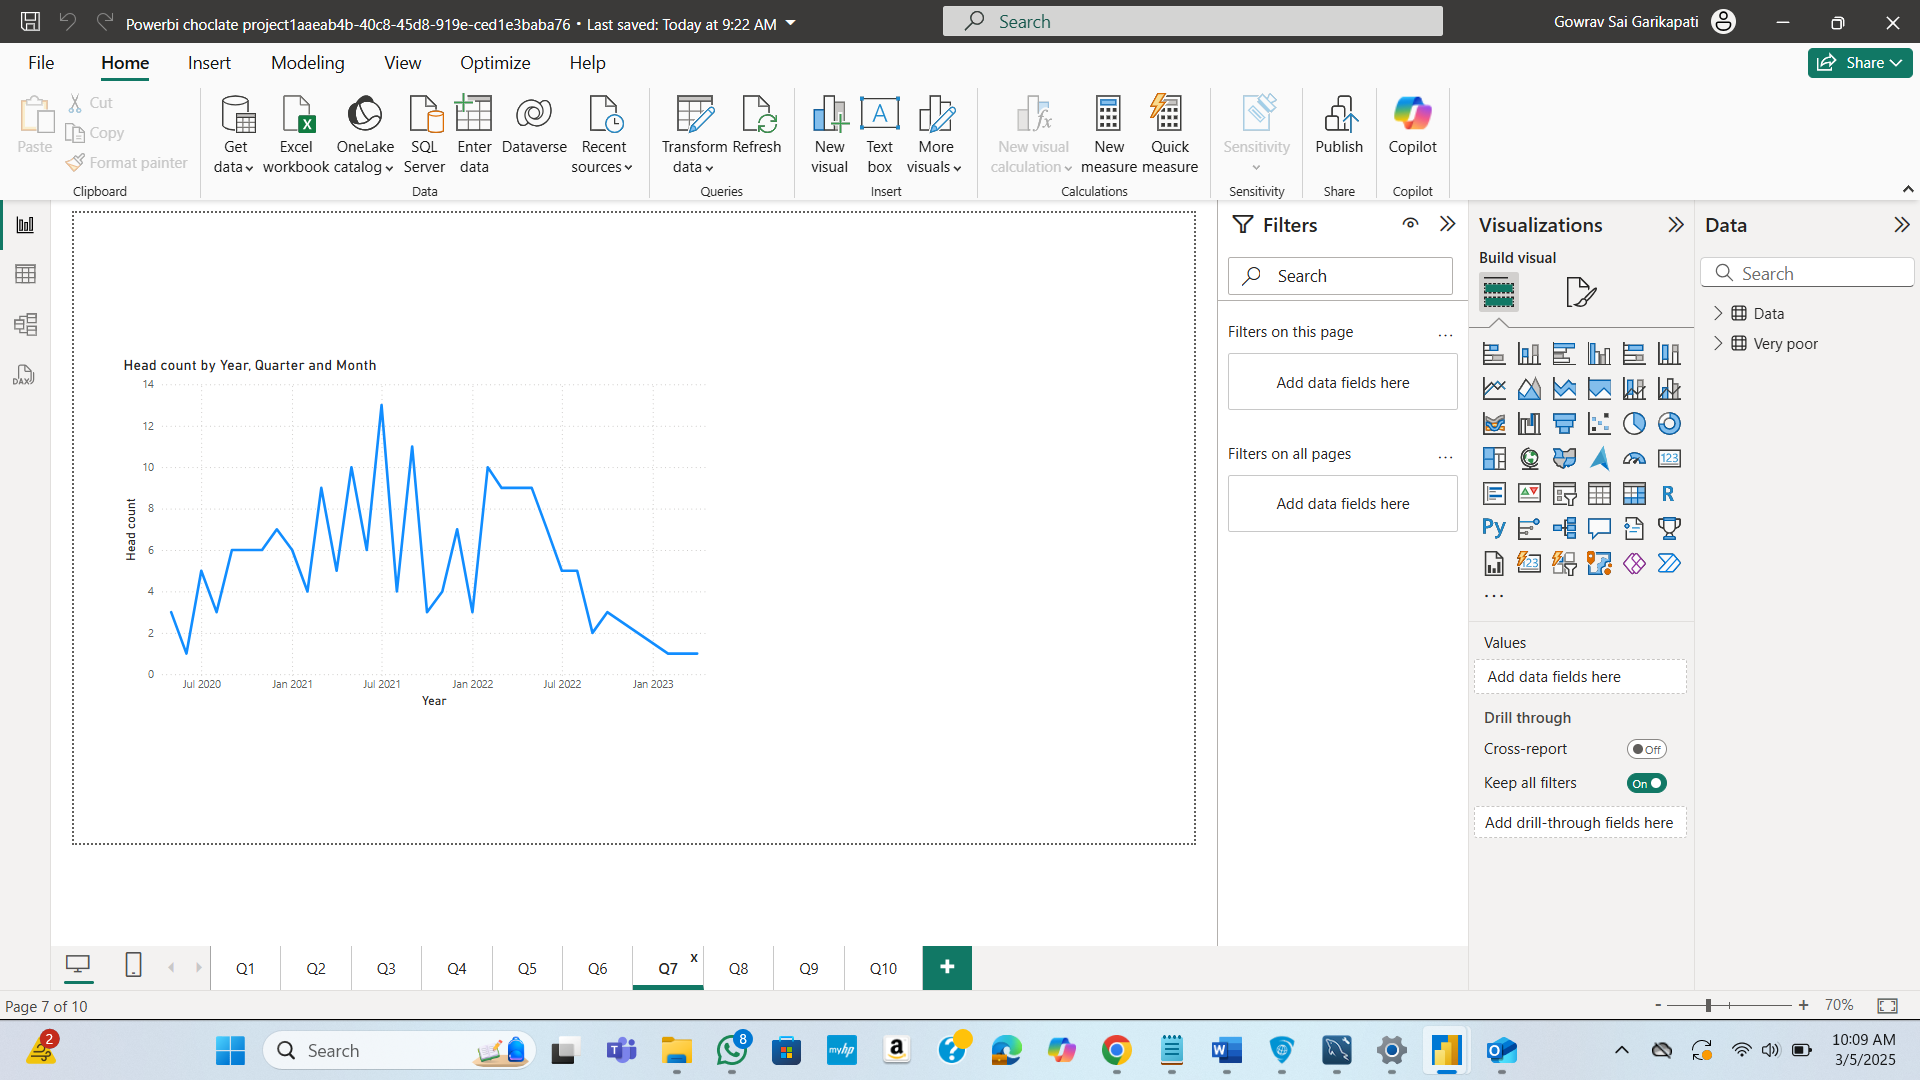 Powerbi choclate project1aaeab4b-40c8-45d8-919e-ced1e3baba76 • Last saved: Today at 9:22 AM
Search
Gowrav Sai Garikapati
File
Home
Insert
Modeling
View
Optimize
Help
Share
Paste
Cut
Copy
Format painter
Clipboard
Get data
Excel workbook
OneLake catalog
SQL Server
Enter data
Dataverse
Recent sources
Data
Transform data
Refresh
Queries
New visual
Text box
More visuals
Insert
New visual calculation
New measure
Quick measure
Calculations
Sensitivity
Sensitivity
Publish
Share
Copilot
Copilot
DAX
Head count by Year, Quarter and Month
Head count
14
12
10
8
6
4
2
0
Jul 2020
Jan 2021
Jul 2021
Jan 2022
Jul 2022
Jan 2023
Year
Filters
Search
Filters on this page
...
Add data fields here
Filters on all pages
...
Add data fields here
Visualizations
Build visual
123
R
Py
123
...
Values
Add data fields here
Drill through
Cross-report
Off
Keep all filters
On
Add drill-through fields here
Data
Search
Data
Very poor
Q1
Q2
Q3
Q4
Q5
Q6
Q7
x
Q8
Q9
Q10
+
Page 7 of 10
-
+
70%
2
Search
8
myhp
a
10:09 AM
3/5/2025